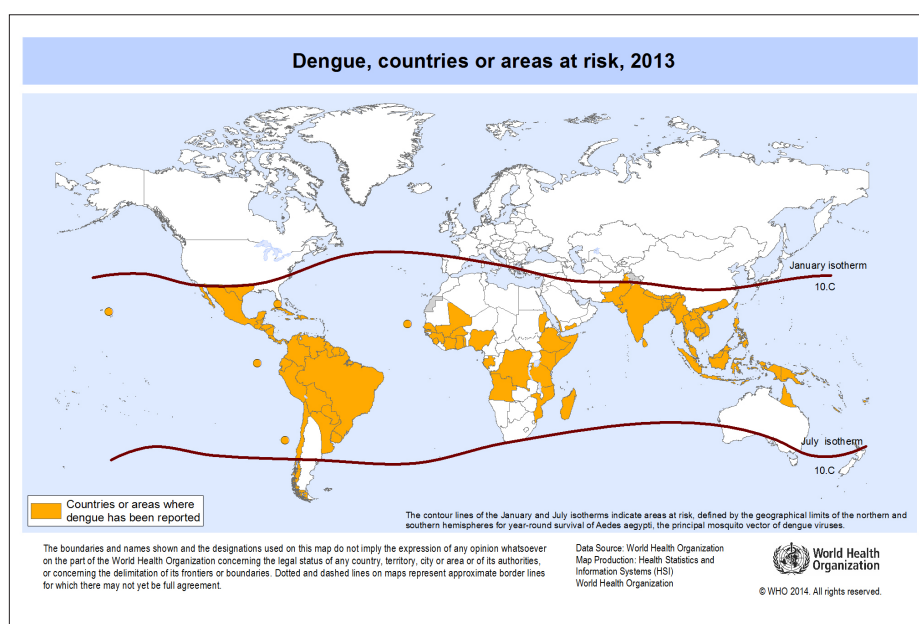 Dengue, countries or areas at risk, 2013
January isotherm
10.C
July isotherm
10.C
Countries or areas where
dengue has been reported
The contour lines of the January and July isotherms indicate areas at risk, defined by the geographical limits of the northern and
southern hemispheres for year-round survival of Aedes aegypti, the principal mosquito vector of dengue viruses.
The boundaries and names shown and the designations used on this map do not imply the expression of any opinion whatsoever
on the part of the World Health Organization concerning the legal status of any country, territory, city or area or of its authorities,
or concerning the delimitation of its frontiers or boundaries. Dotted and dashed lines on maps represent approximate border lines
for which there may not yet be full agreement.
Data Source: World Health Organization
Map Production: Health Statistics and
Information Systems (HSI)
World Health Organization
World Health
Organization
© WHO 2014. All rights reserved.